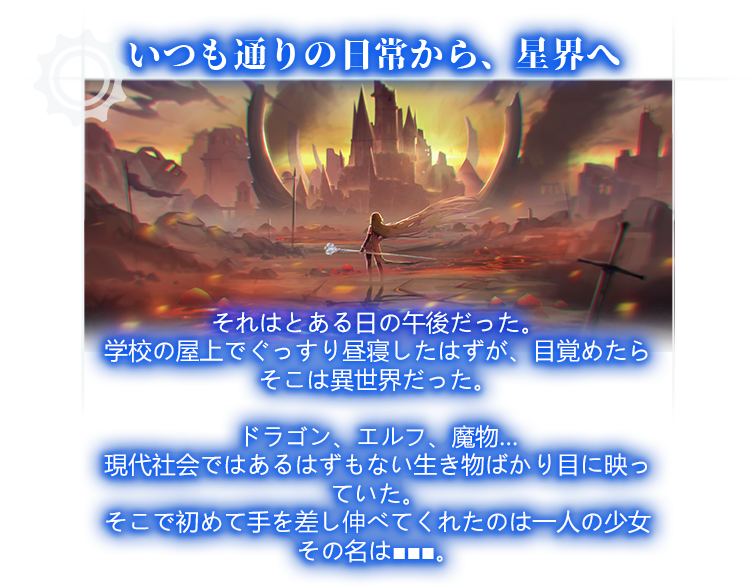 いつも通りの日常から、星界へ
それはとある日の午後だった。
学校の屋上でぐっすり昼寝したはずが、目覚めたら
そこは異世界だった。
ドラゴン、エルフ、魔物...
現代社会ではあるはずもない生き物ばかり目に映っ
ていた。
そこで初めて手を差し伸べてくれたのは一人の少女
その名は■■■。